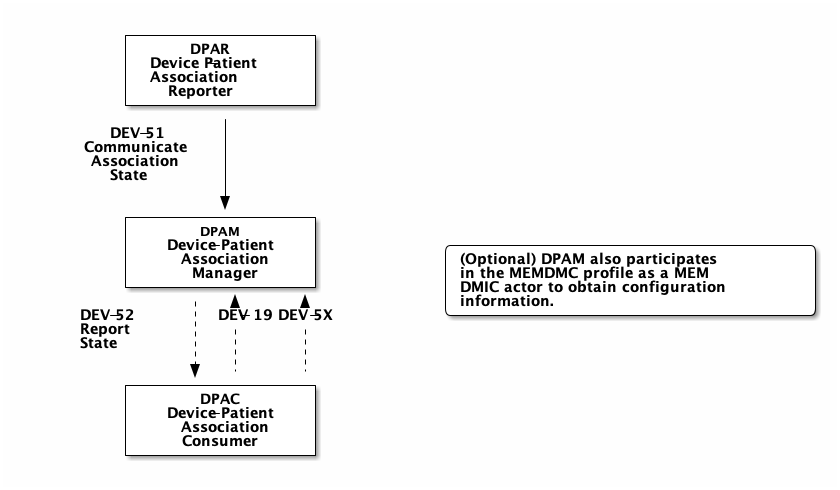 DPAR
Device Patient
Association
Reporter
DEV-51
Communicate
Association
State
DPAM
Device-Patient
Association
Manager
(Optional) DPAM also participates
in the MEMDMC profile as a MEM
DMIC actor to obtain configuration
information.
DEV-52
Report
State
DEV-19 DEV-5X
DPAC
Device-Patient
Association
Consumer